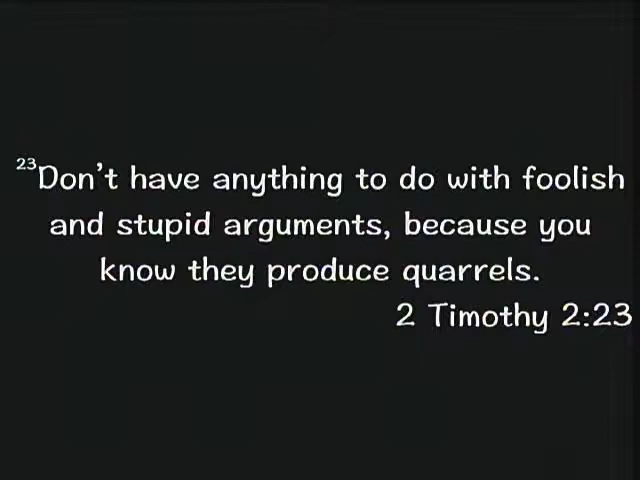 ²³Don't have anything to do with foolish
and stupid arguments, because you
know they produce quarrels.
2 Timothy 2:23